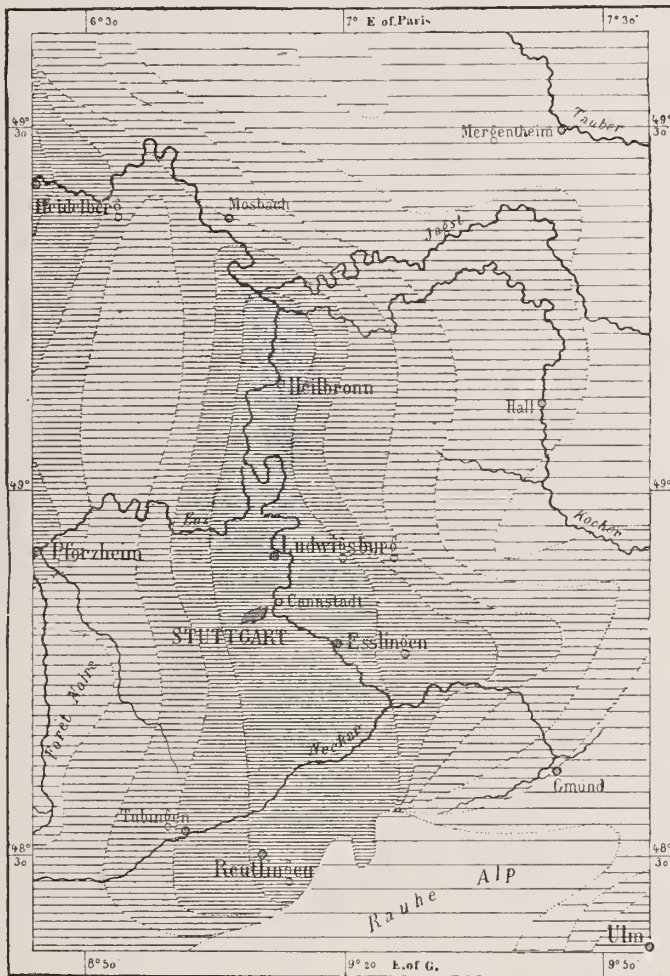 6°30
7° E of.Paris
7°30
49°
30
49°
30
Mergentheim
Tauber
Heidelberg
Mosbach
Jagst
Heilbronn
Hall
49°
49°
Enz
Kocher
Pforzheim
Ludwigsburg
Cannstadt
STUTTGART
Esslingen
Foret Noire
Necker
Gmund
Tubingen
48°
30
48°
30
Reutlingen
Rauhe Alp
Ulm
8°50'
9°20
E.of G.
9°50